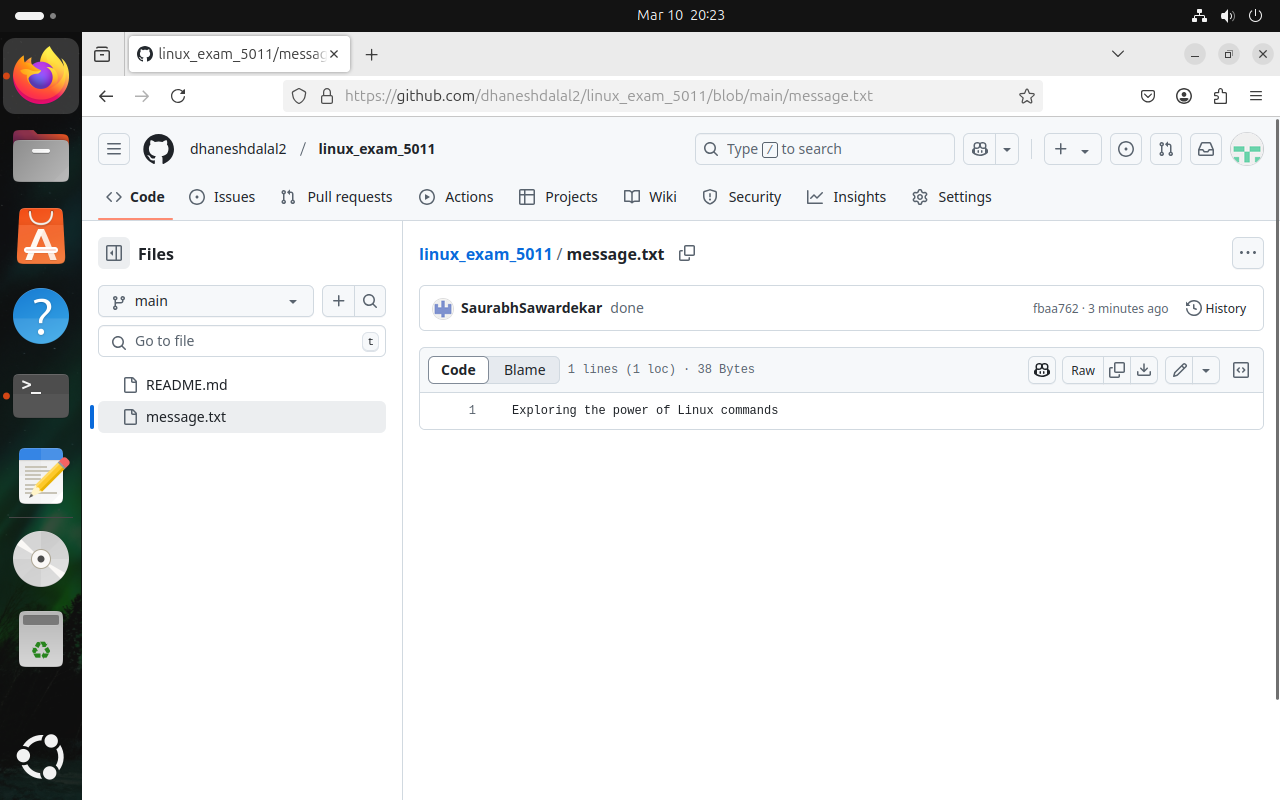 Mar 10 20:23
linux_exam_5011/messag
https://github.com/dhaneshdalal2/linux_exam_5011/blob/main/message.txt
dhaneshdalal2 / linux_exam_5011
Type / to search
Code
Issues
Pull requests
Actions
Projects
Wiki
Security
Insights
Settings
Files
main
Go to file
t
README.md
message.txt
linux_exam_5011 / message.txt
SaurabhSawardekar done
fbaa762 · 3 minutes ago
History
Code
Blame
1 lines (1 loc) · 38 Bytes
Raw
1 Exploring the power of Linux commands